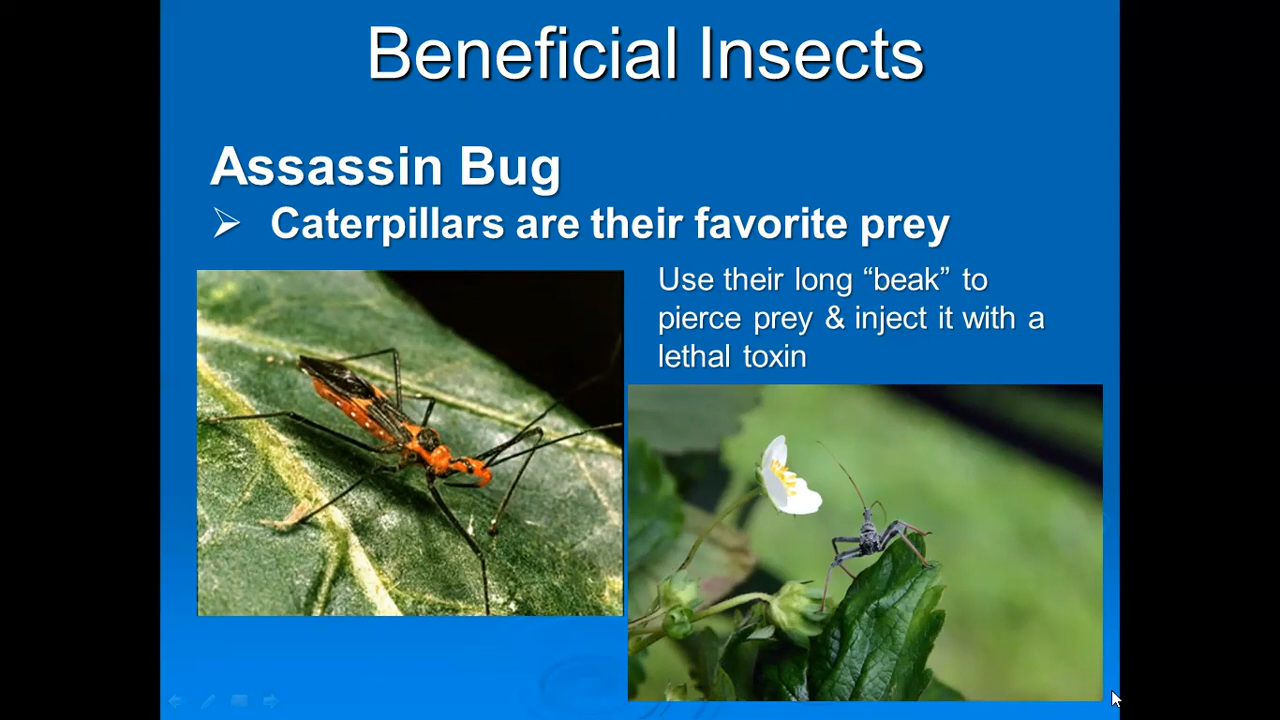 Beneficial Insects
Assassin Bug
➢ Caterpillars are their favorite prey
Use their long “beak” to
pierce prey & inject it with a
lethal toxin